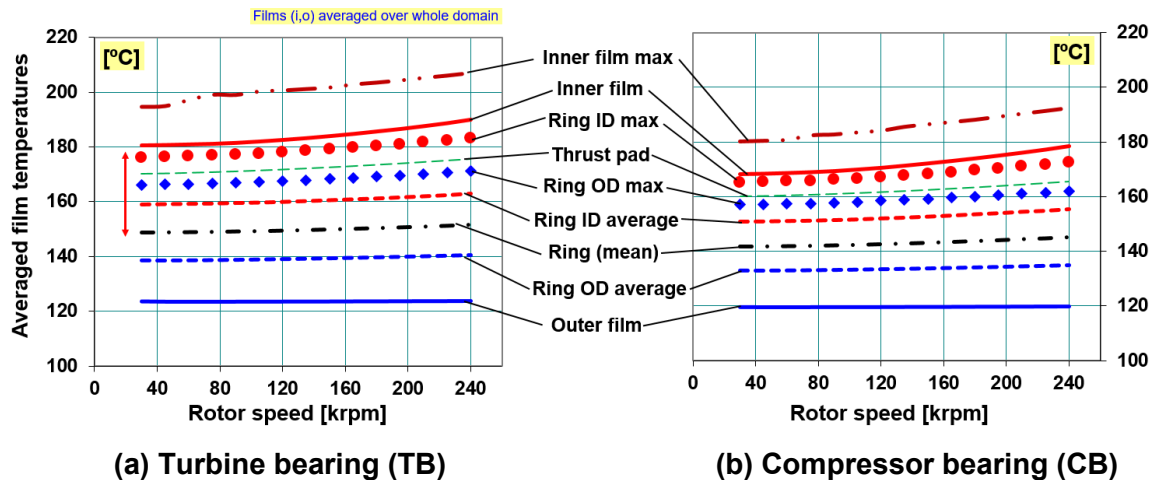 Films (i,o) averaged over whole domain
Averaged film temperatures
[ºC]
220
200
180
160
140
120
100
0
40
80
120
160
200
240
Rotor speed [krpm]
Inner film max
Inner film
Ring ID max
Thrust pad
Ring OD max
Ring ID average
Ring (mean)
Ring OD average
Outer film
[ºC]
220
200
180
160
140
120
100
0
40
80
120
160
200
240
Rotor speed [krpm]
(a) Turbine bearing (TB)
(b) Compressor bearing (CB)